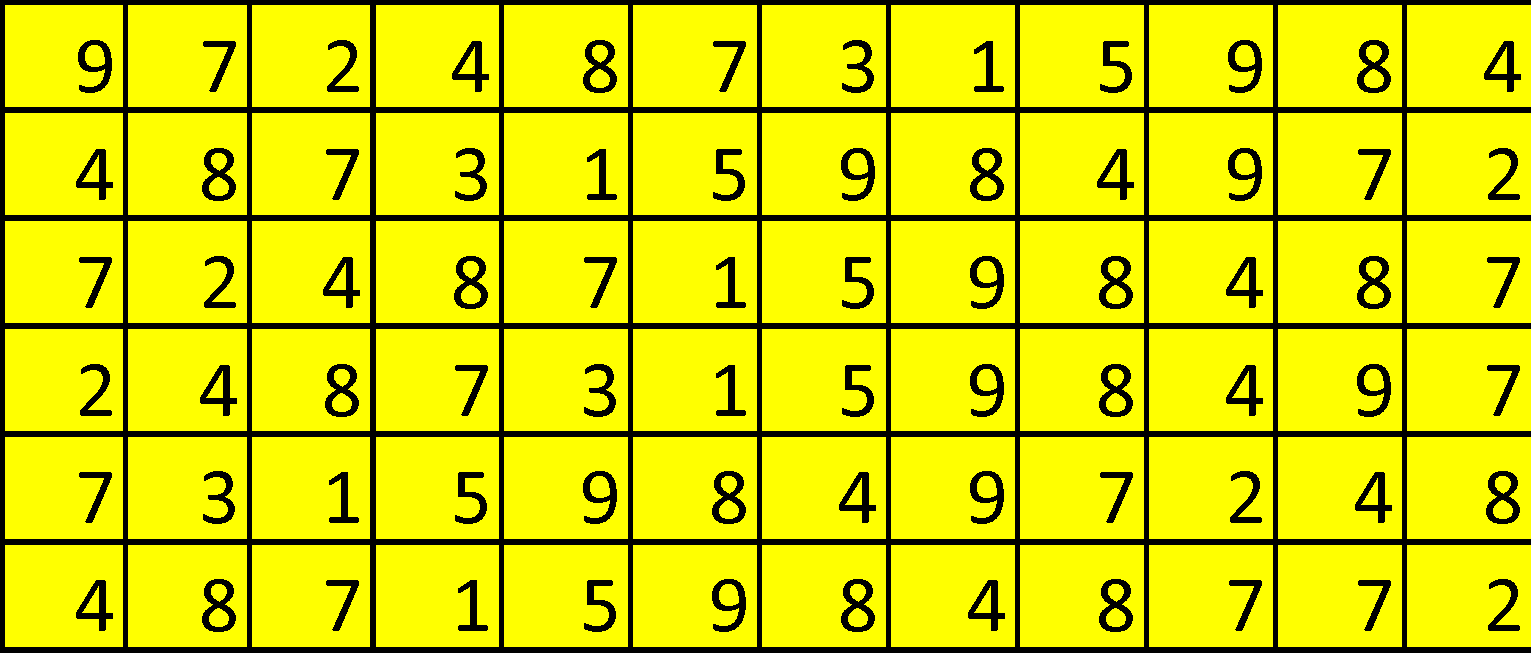 9 7 2 4 8 7 3 1 5 9 8 4
4 8 7 3 1 5 9 8 4 9 7 2
7 2 4 8 7 1 5 9 8 4 8 7
2 4 8 7 3 1 5 9 8 4 9 7
7 3 1 5 9 8 4 9 7 2 4 8
4 8 7 1 5 9 8 4 8 7 7 2